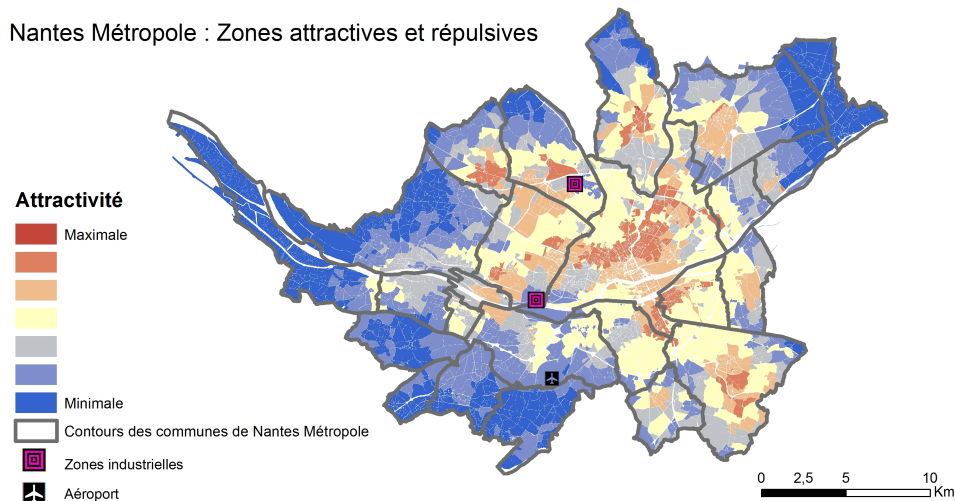 Nantes Métropole : Zones attractives et répulsives
Attractivité
Maximale
Minimale
Contours des communes de Nantes Métropole
Zones industrielles
Aéroport
0 2,5 5 10
Km